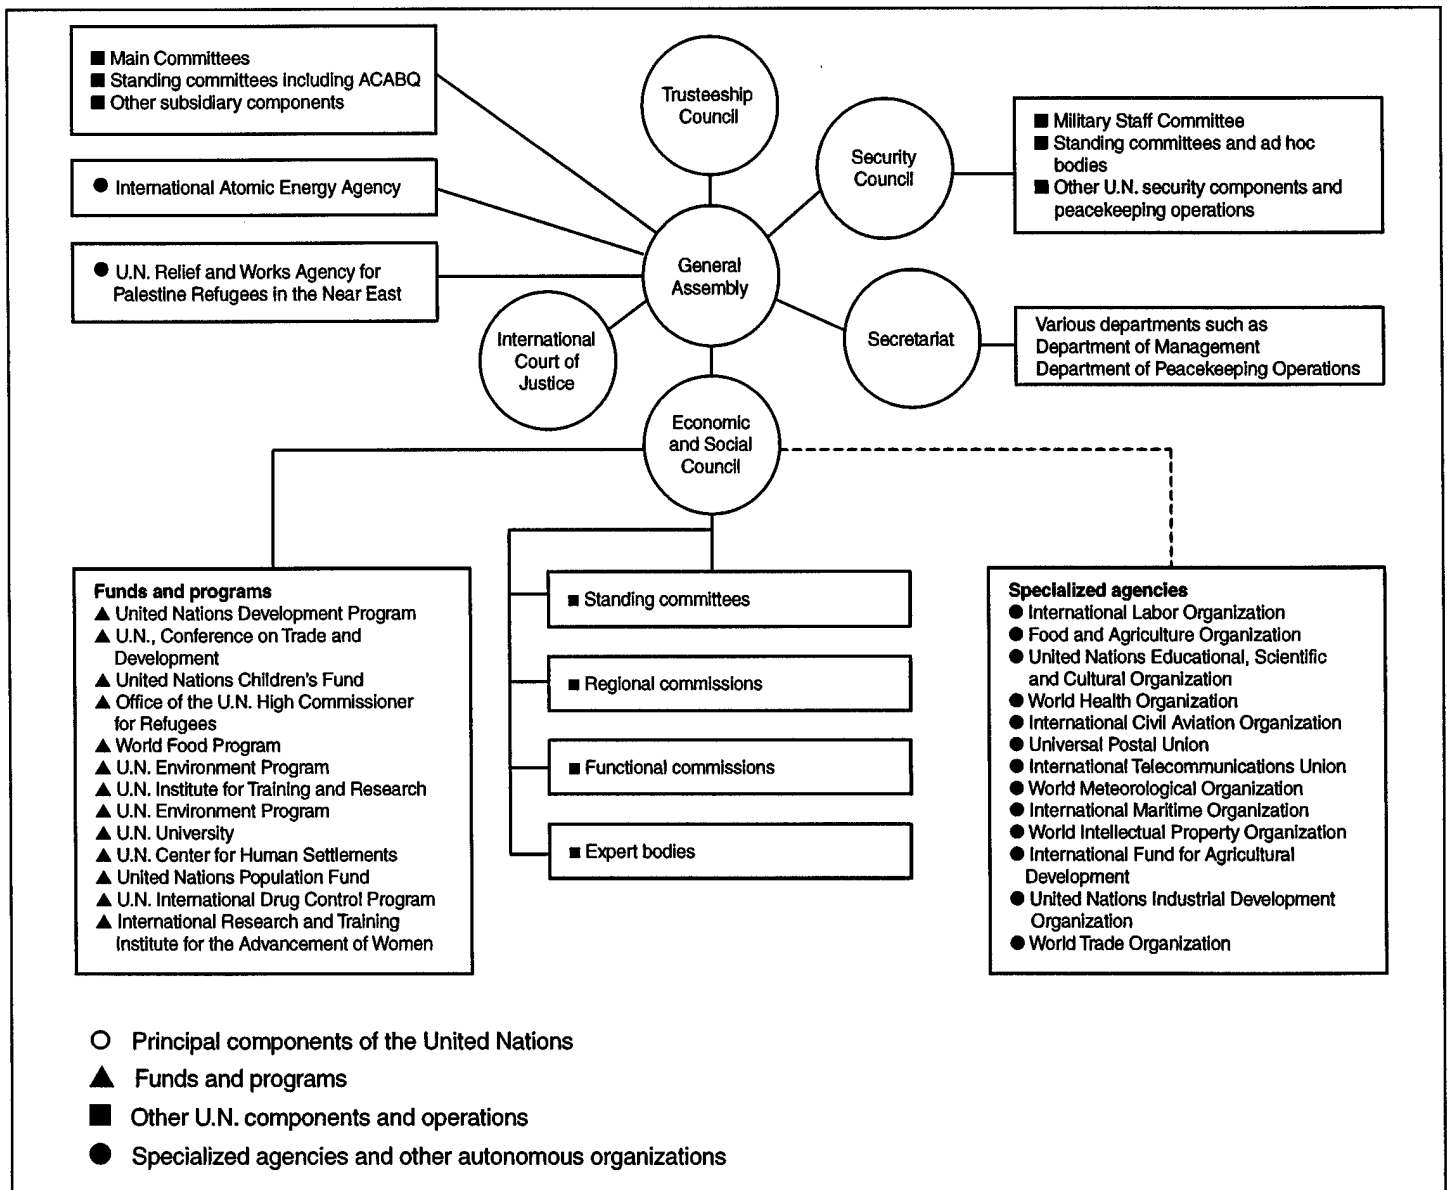 ■ Main Committees
■ Standing committees including ACABQ
■ Other subsidiary components
● International Atomic Energy Agency
● U.N. Relief and Works Agency for
Palestine Refugees in the Near East
Trusteeship
Council
Security
Council
■ Military Staff Committee
■ Standing committees and ad hoc
bodies
■ Other U.N. security components and
peacekeeping operations
General
Assembly
International
Court of
Justice
Secretariat
Various departments such as
Department of Management
Department of Peacekeeping Operations
Economic
and Social
Council
Funds and programs
▲ United Nations Development Program
▲ U.N., Conference on Trade and
Development
▲ United Nations Children's Fund
▲ Office of the U.N. High Commissioner
for Refugees
▲ World Food Program
▲ U.N. Environment Program
▲ U.N. Institute for Training and Research
▲ U.N. Environment Program
▲ U.N. University
▲ U.N. Center for Human Settlements
▲ United Nations Population Fund
▲ U.N. International Drug Control Program
▲ International Research and Training
Institute for the Advancement of Women
■ Standing committees
■ Regional commissions
■ Functional commissions
■ Expert bodies
Specialized agencies
● International Labor Organization
● Food and Agriculture Organization
● United Nations Educational, Scientific
and Cultural Organization
● World Health Organization
● International Civil Aviation Organization
● Universal Postal Union
● International Telecommunications Union
● World Meteorological Organization
● International Maritime Organization
● World Intellectual Property Organization
● International Fund for Agricultural
Development
● United Nations Industrial Development
Organization
● World Trade Organization
○ Principal components of the United Nations
▲ Funds and programs
■ Other U.N. components and operations
● Specialized agencies and other autonomous organizations